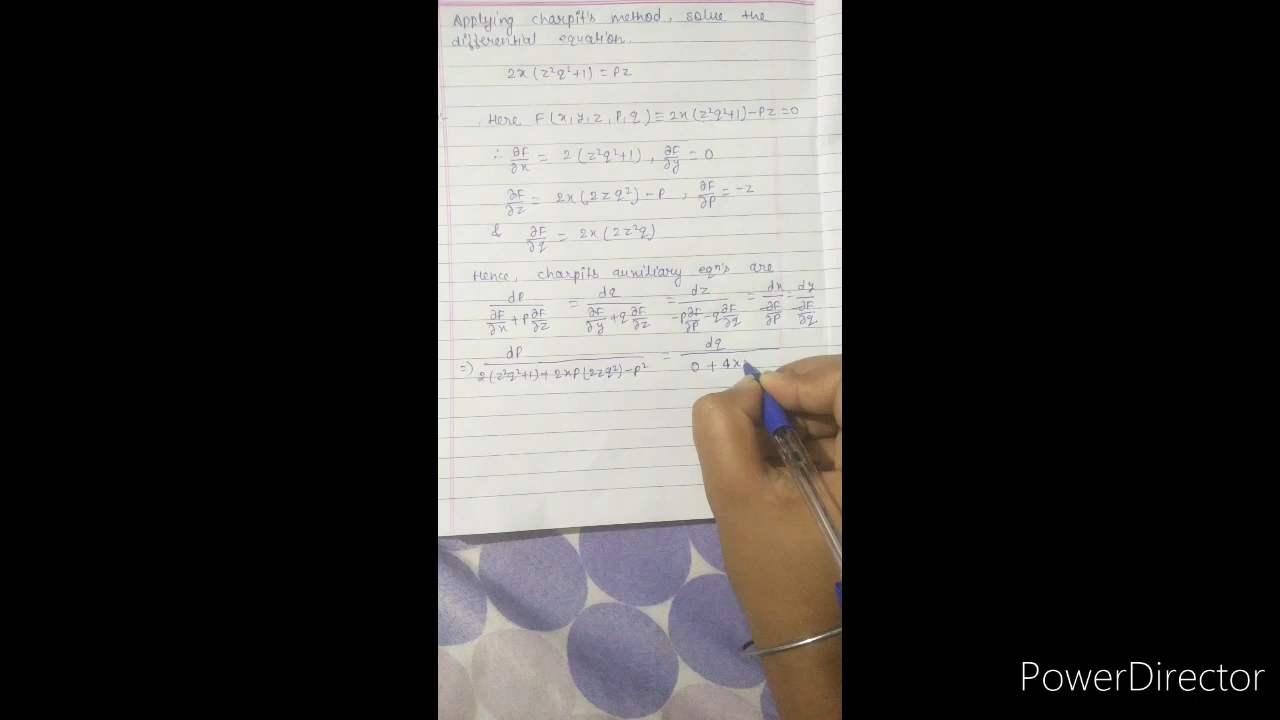 Applying charpit's method, solve the
differential equation.
2x(z²q²+1) = Pz
Here F(x,y,z,P,q) ≡ 2x(z²q²+1)-Pz=0
∴ ∂F/∂x = 2(z²q²+1), ∂F/∂y = 0
∂F/∂z = 2x(2zq²)-P, ∂F/∂P = -z
& ∂F/∂q = 2x(2z²q)
Hence, charpits auxiliary eqn's are
dP/(∂F/∂x + P ∂F/∂z) = dq/(∂F/∂y + q ∂F/∂z) = dz/(-P ∂F/∂P - q ∂F/∂q) = dx/(-∂F/∂P) = dy/(-∂F/∂q)
=) dP/(2(z²q²+1)+2xP(2zq²)-P²) = dq/(0+4x
PowerDirector